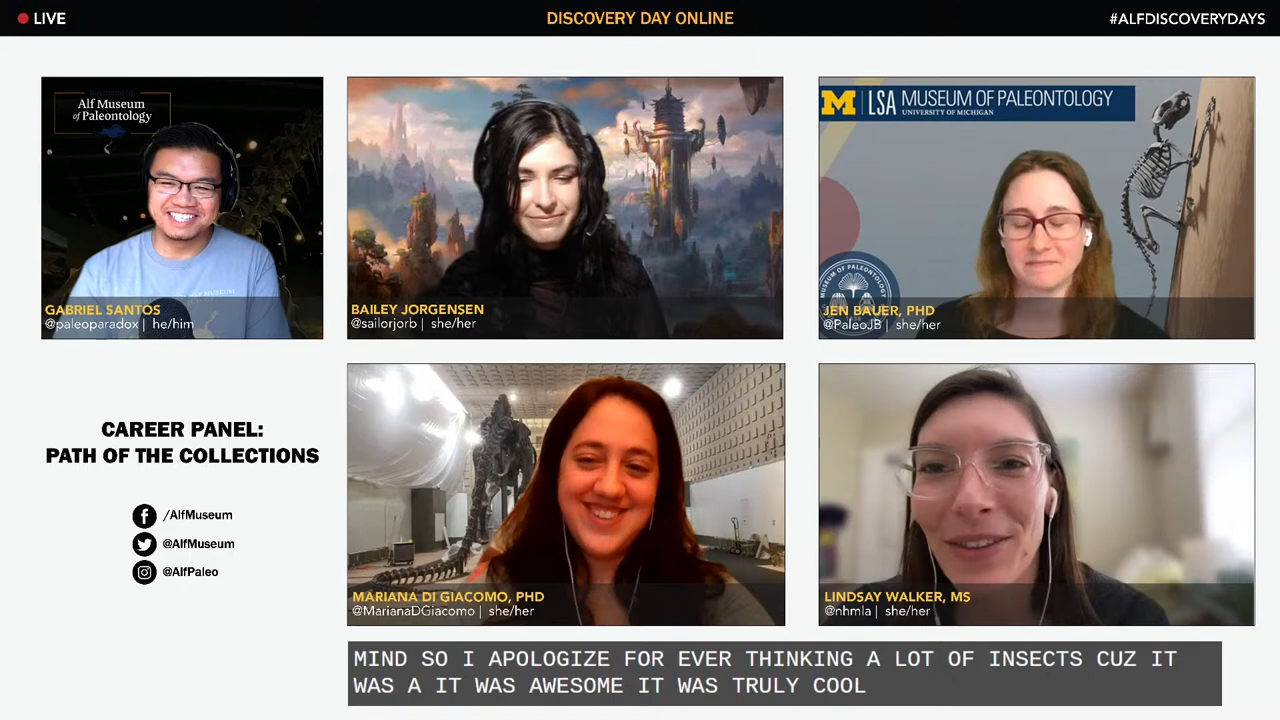 LIVE
DISCOVERY DAY ONLINE
#ALFDISCOVERYDAYS
Alf Museum
of Paleontology
GABRIEL SANTOS
@paleoparadox | he/him
BAILEY JORGENSEN
@sailorjorb | she/her
M LSA MUSEUM OF PALEONTOLOGY
UNIVERSITY OF MICHIGAN
MUSEUM OF PALEONTOLOGY
JEN BAUER, PHD
@PaleoJB | she/her
CAREER PANEL:
PATH OF THE COLLECTIONS
/AlfMuseum
@AlfMuseum
@AlfPaleo
MARIANA DI GIACOMO, PHD
@MarianaDGiacomo | she/her
LINDSAY WALKER, MS
@nhmla | she/her
MIND SO I APOLOGIZE FOR EVER THINKING A LOT OF INSECTS CUZ IT
WAS A IT WAS AWESOME IT WAS TRULY COOL